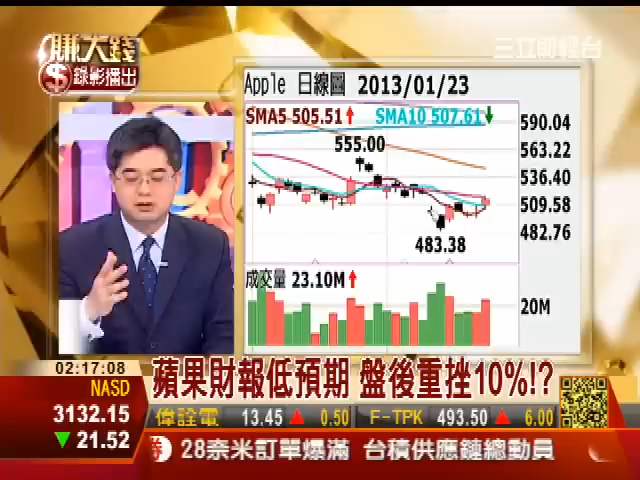 賺大錢
$ 錄影播出
三立財經台
Apple 日線圖 2013/01/23
SMA5 505.51 SMA10 507.61
590.04
555.00
563.22
536.40
509.58
482.76
483.38
成交量 23.10M
20M
02:17:08
蘋果財報低預期 盤後重挫10%!?
NASD
3132.15
▼ 21.52
偉詮電 13.45 ▲ 0.50 F-TPK 493.50 ▲ 6.00
28奈米訂單爆滿 台積供應鏈總動員